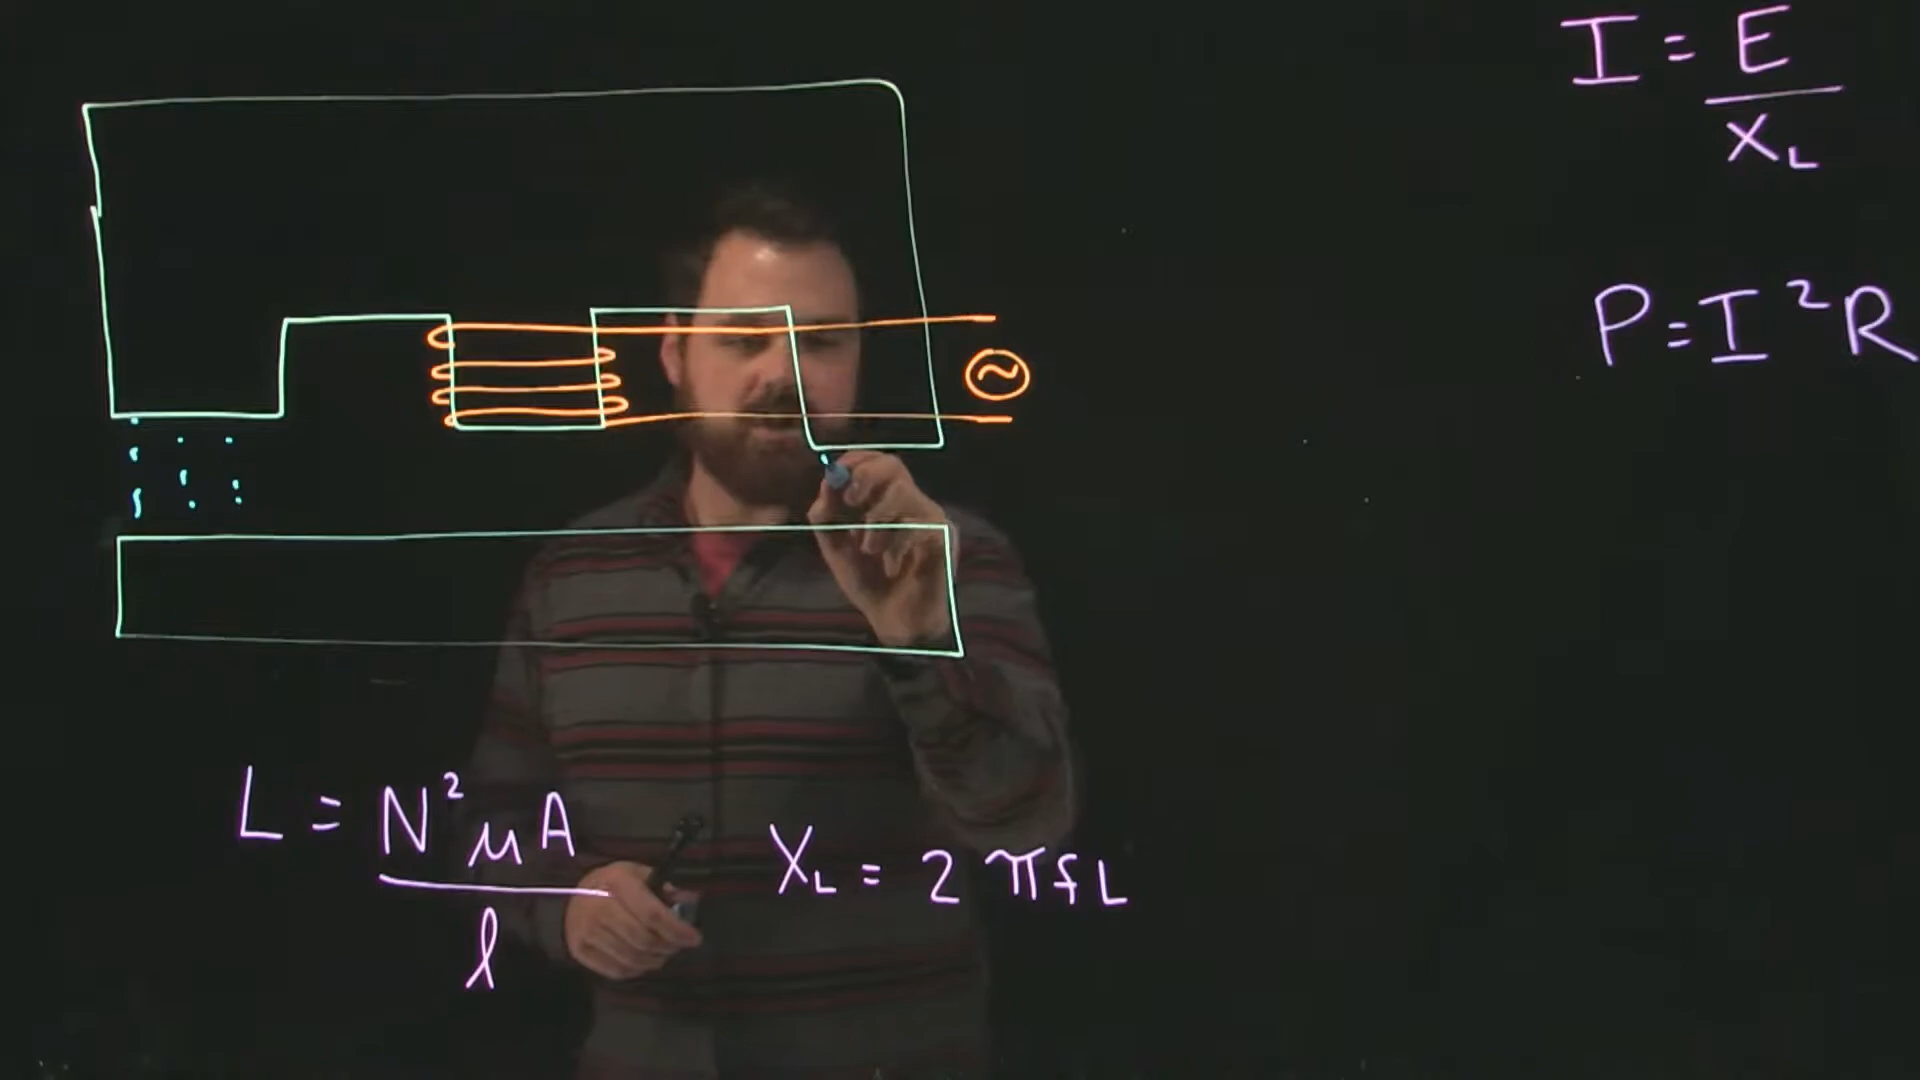 I = E / X_L
P = I²R
L = N²μA / l
X_L = 2πfL